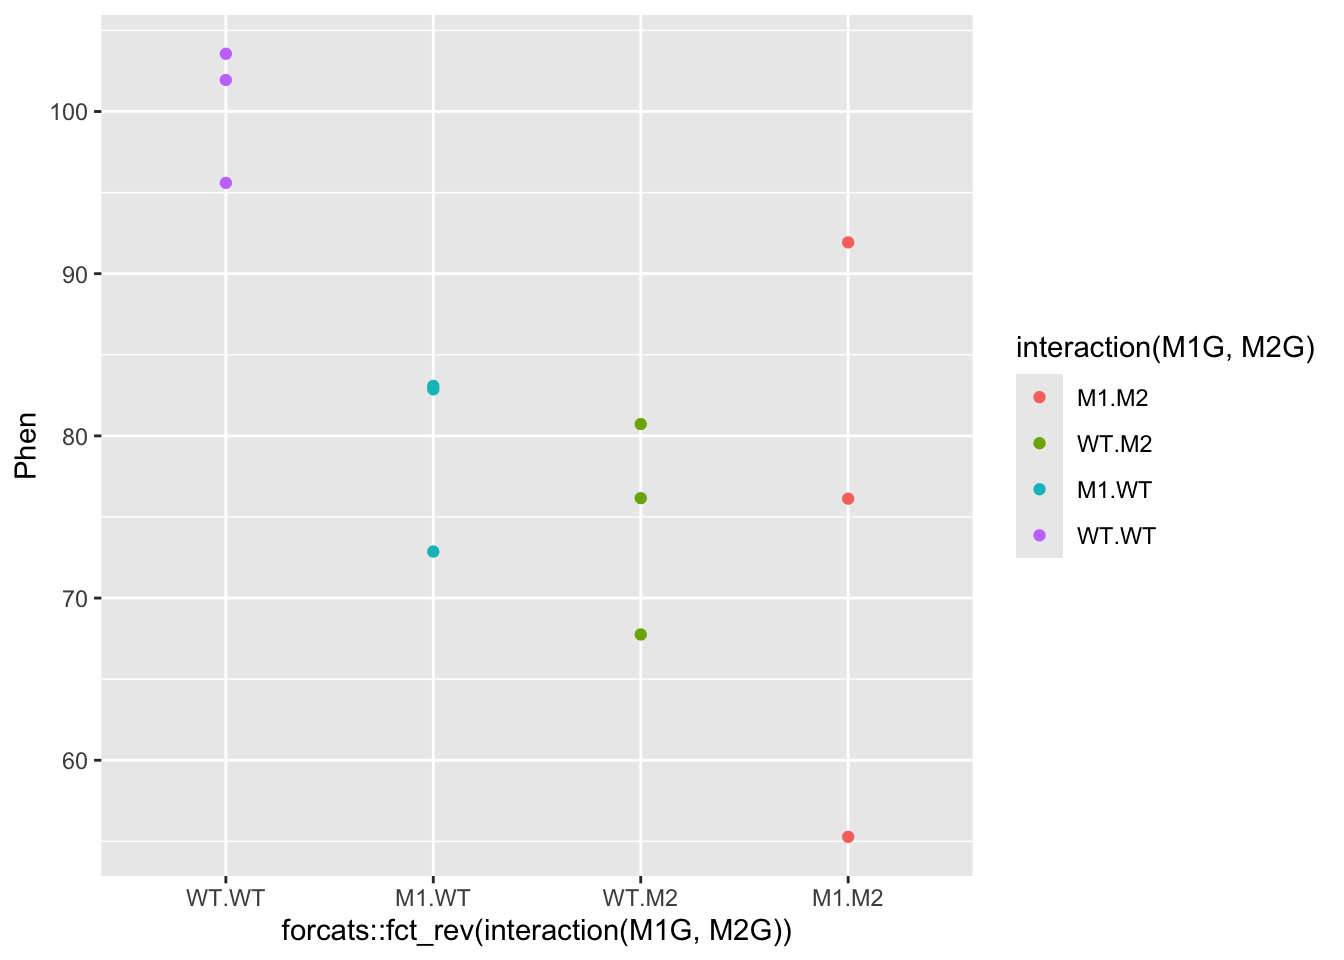 100
90
80
70
60
Phen
WT.WT
M1.WT
WT.M2
M1.M2
forcats::fct_rev(interaction(M1G, M2G))
interaction(M1G, M2G)
M1.M2
WT.M2
M1.WT
WT.WT